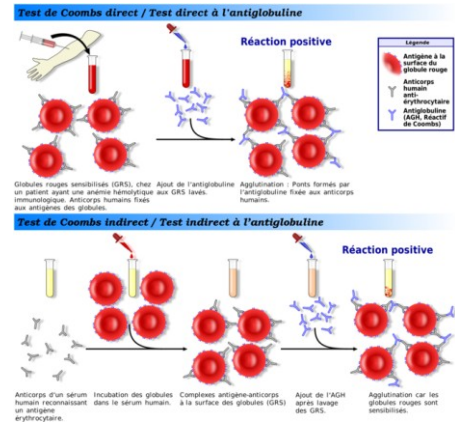 Test de Coombs direct / Test direct à l'antiglobuline
Réaction positive
Légende
Antigène à la
surface du
globule rouge
Anticorps
humain
anti-
érythrocytaire
Antiglobuline
(AGH, Réactif
de Coombs)
Globules rouges sensibilisés (GRS), chez
un patient ayant une anémie hémolytique
immunologique. Anticorps humains fixés
aux antigènes des globules.
Ajout de l'antiglobuline
aux GRS lavés.
Agglutination : Ponts formés par
l'antiglobuline fixée aux anticorps
humains.
Test de Coombs indirect / Test indirect à l'antiglobuline
Réaction positive
Anticorps d'un sérum
humain reconnaissant
un antigène
érythrocytaire.
Incubation des globules
dans le sérum humain.
Complexes antigène-anticorps
à la surface des globules (GRS)
Ajout de l'AGH
après lavage
des GRS.
Agglutination car les
globules rouges sont
sensibilisés.